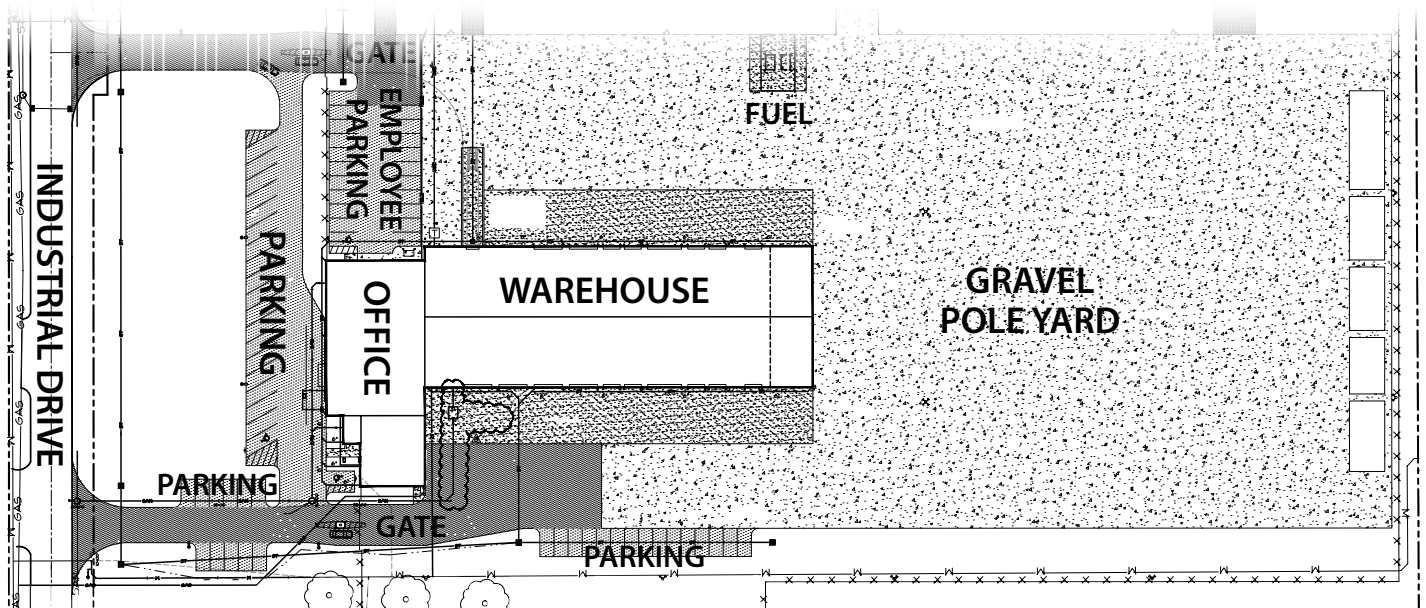 GATE
GAS
GAS
GAS
GAS
GAS
INDUSTRIAL DRIVE
PARKING
EMPLOYEE
PARKING
FUEL
OFFICE
WAREHOUSE
GRAVEL
POLE YARD
PARKING
GATE
PARKING